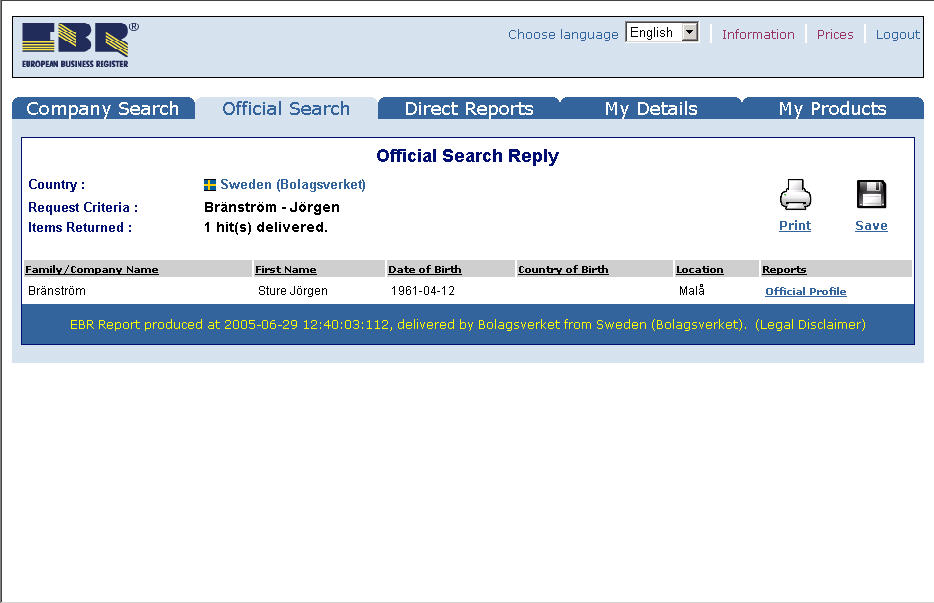 EBR®
EUROPEAN BUSINESS REGISTER
Choose language English Information Prices Logout
Company Search Official Search Direct Reports My Details My Products
Official Search Reply
Country : Sweden (Bolagsverket)
Request Criteria : Bränström - Jörgen
Items Returned : 1 hit(s) delivered.
Print Save
Family/Company Name First Name Date of Birth Country of Birth Location Reports
Bränström Sture Jörgen 1961-04-12 Malå Official Profile
EBR Report produced at 2005-06-29 12:40:03:112, delivered by Bolagsverket from Sweden (Bolagsverket). (Legal Disclaimer)